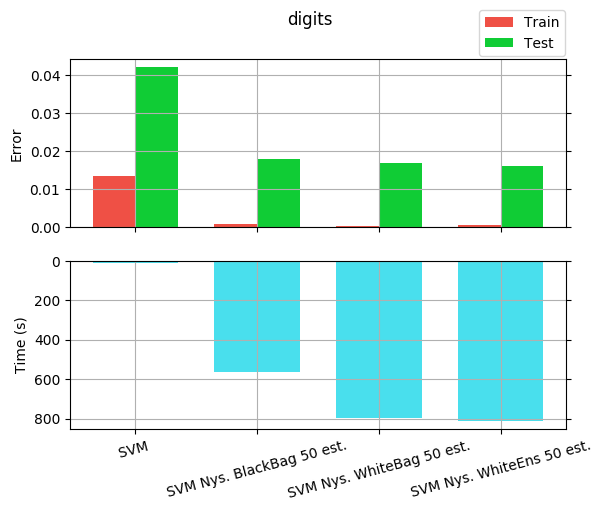 digits
Train
Test
0.04
0.03
0.02
0.01
0.00
Error
0
200
400
600
800
Time (s)
SVM
SVM Nys. BlackBag 50 est.
SVM Nys. WhiteBag 50 est.
SVM Nys. WhiteEns 50 est.